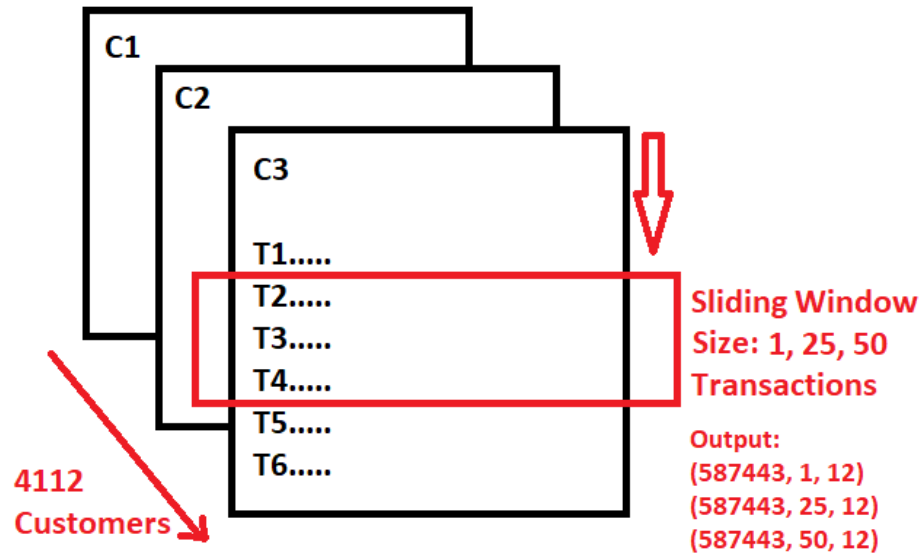 C1
C2
C3
T1.....
T2.....
T3.....
T4.....
T5.....
T6.....
Sliding Window
Size: 1, 25, 50
Transactions
Output:
(587443, 1, 12)
(587443, 25, 12)
(587443, 50, 12)
4112
Customers